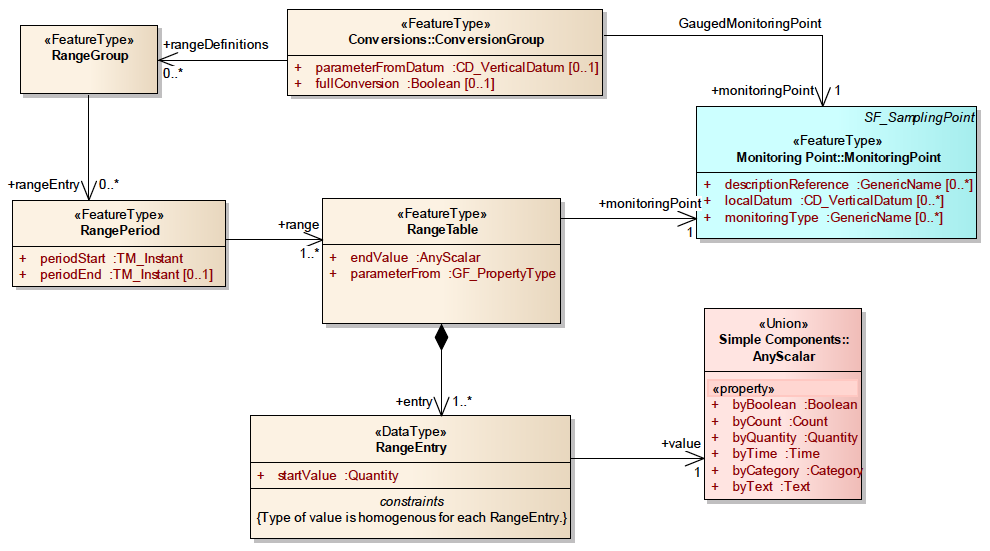 «FeatureType»
RangeGroup
+rangeDefinitions
0..*
«FeatureType»
Conversions::ConversionGroup
+ parameterFromDatum :CD_VerticalDatum [0..1]
+ fullConversion :Boolean [0..1]
GaugedMonitoringPoint
+monitoringPoint
1
SF_SamplingPoint
«FeatureType»
Monitoring Point::MonitoringPoint
+ descriptionReference :GenericName [0..*]
+ localDatum :CD_VerticalDatum [0..*]
+ monitoringType :GenericName [0..*]
+rangeEntry
0..*
«FeatureType»
RangePeriod
+ periodStart :TM_Instant
+ periodEnd :TM_Instant [0..1]
+range
1..*
«FeatureType»
RangeTable
+ endValue :AnyScalar
+ parameterFrom :GF_PropertyType
+monitoringPoint
1
+entry
1..*
«DataType»
RangeEntry
+ startValue :Quantity
constraints
{Type of value is homogenous for each RangeEntry.}
+value
1
«Union»
Simple Components::
AnyScalar
«property»
+ byBoolean :Boolean
+ byCount :Count
+ byQuantity :Quantity
+ byTime :Time
+ byCategory :Category
+ byText :Text